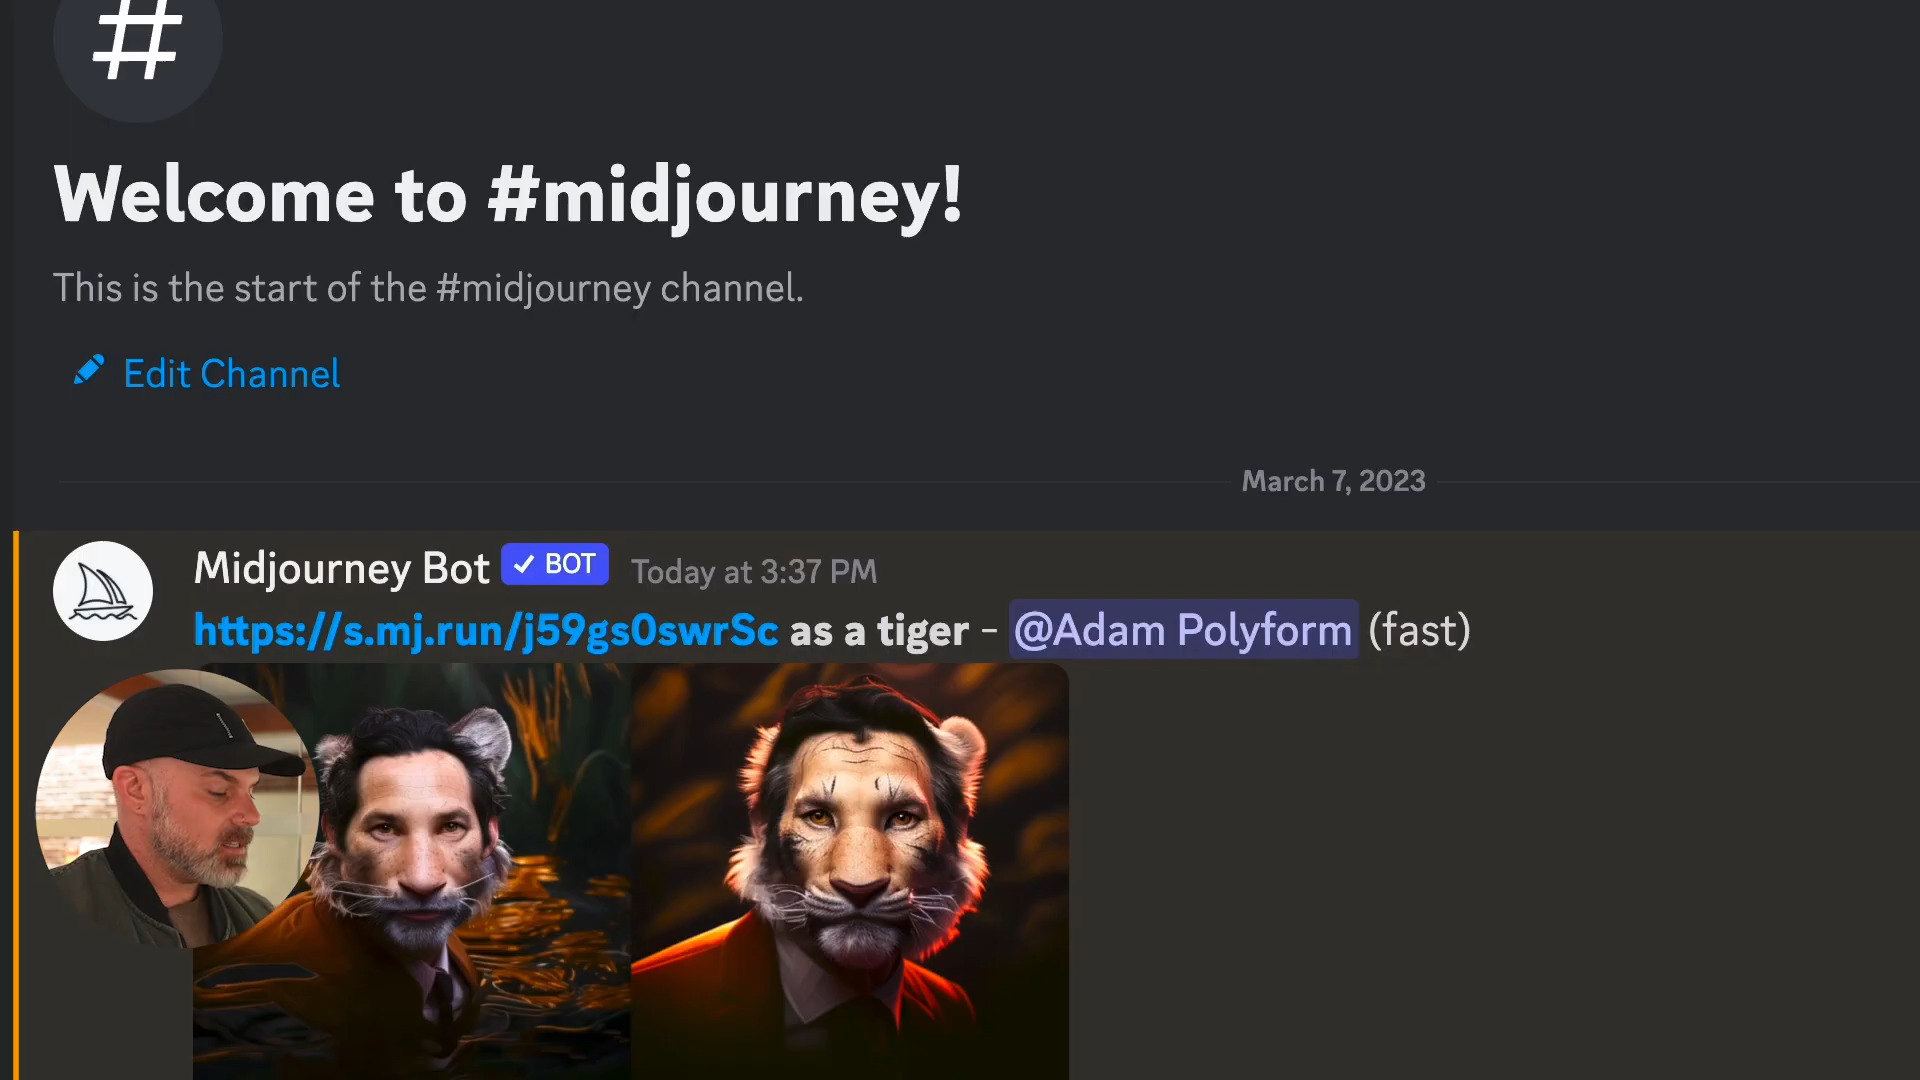 #
Welcome to #midjourney!
This is the start of the #midjourney channel.
Edit Channel
March 7, 2023
Midjourney Bot ✓ BOT Today at 3:37 PM
https://s.mj.run/j59gs0swrSc as a tiger - @Adam Polyform (fast)